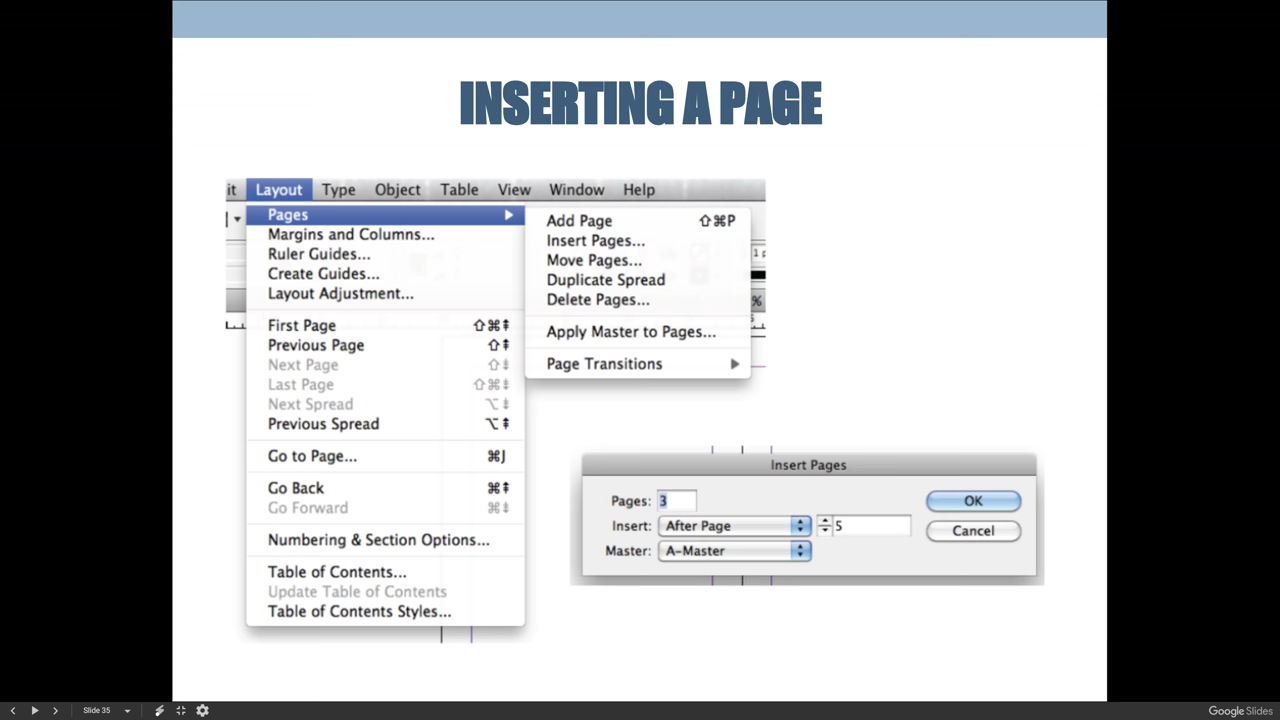 INSERTING A PAGE
it Layout Type Object Table View Window Help
Pages
Margins and Columns...
Ruler Guides...
Create Guides...
Layout Adjustment...
First Page ⇧⌘⇞
Previous Page ⇧⇞
Next Page ⇧⇟
Last Page ⇧⌘⇟
Next Spread ⌥⇟
Previous Spread ⌥⇞
Go to Page... ⌘J
Go Back ⌘⇞
Go Forward ⌘⇟
Numbering & Section Options...
Table of Contents...
Update Table of Contents
Table of Contents Styles...
Add Page ⇧⌘P
Insert Pages...
Move Pages...
Duplicate Spread
Delete Pages...
Apply Master to Pages...
Page Transitions
1 p
%
Insert Pages
Pages: 3
Insert: After Page 5
Master: A-Master
OK
Cancel
Slide 35
Google Slides